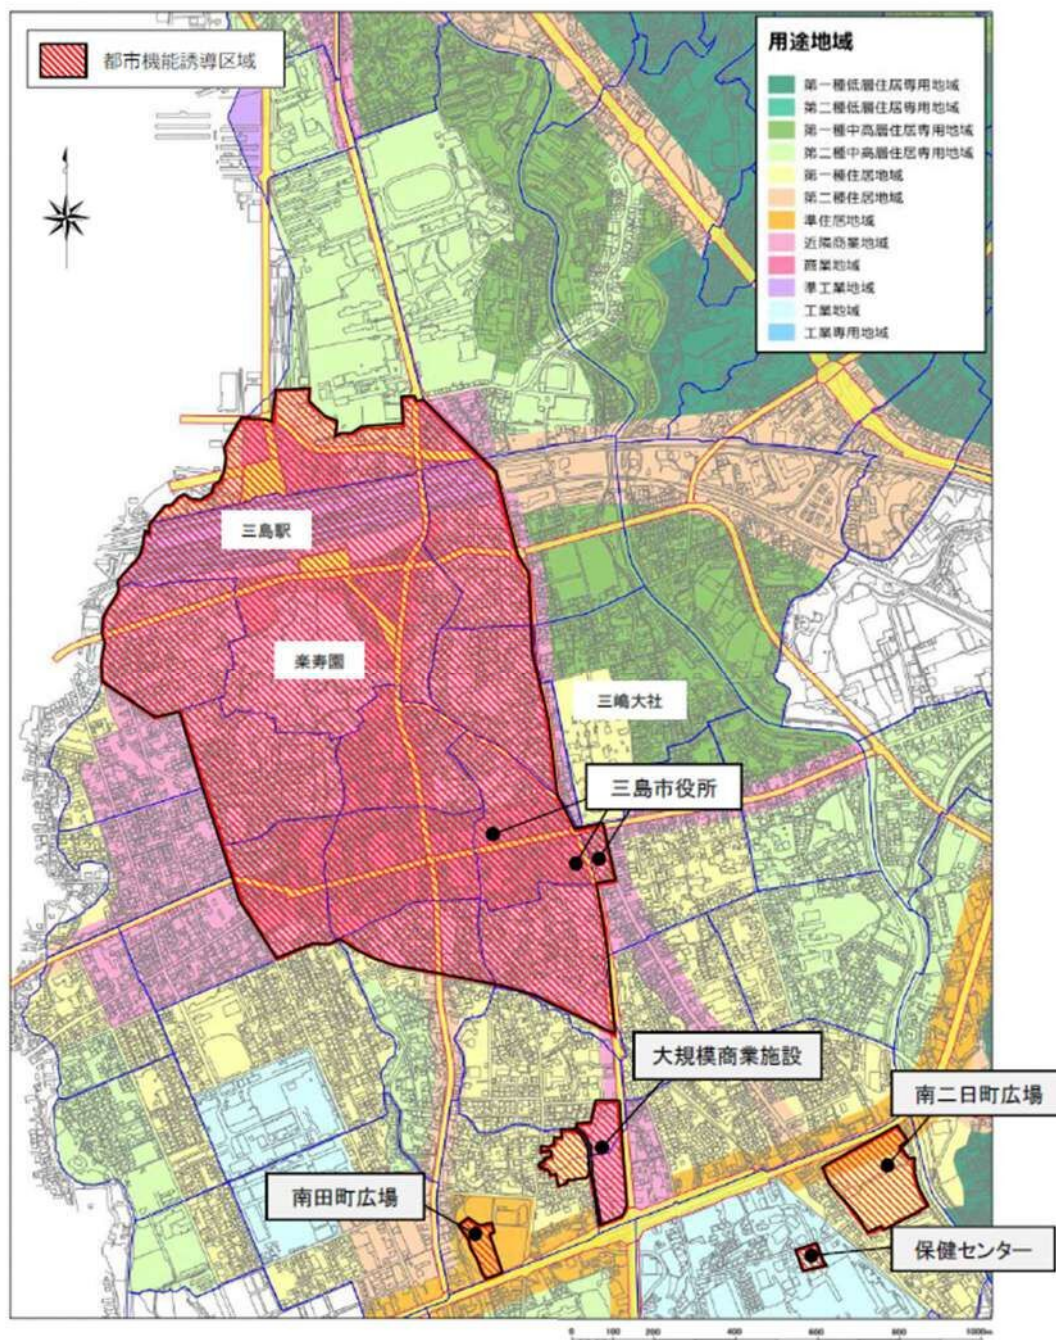 都市機能誘導区域
用途地域
第一種低層住居専用地域
第二種低層住居専用地域
第一種中高層住居専用地域
第二種中高層住居専用地域
第一種住居地域
第二種住居地域
準住居地域
近隣商業地域
商業地域
準工業地域
工業地域
工業専用地域
三島駅
楽寿園
三嶋大社
三島市役所
大規模商業施設
南二日町広場
南田町広場
保健センター
0 100 200 400 600 800 1000m